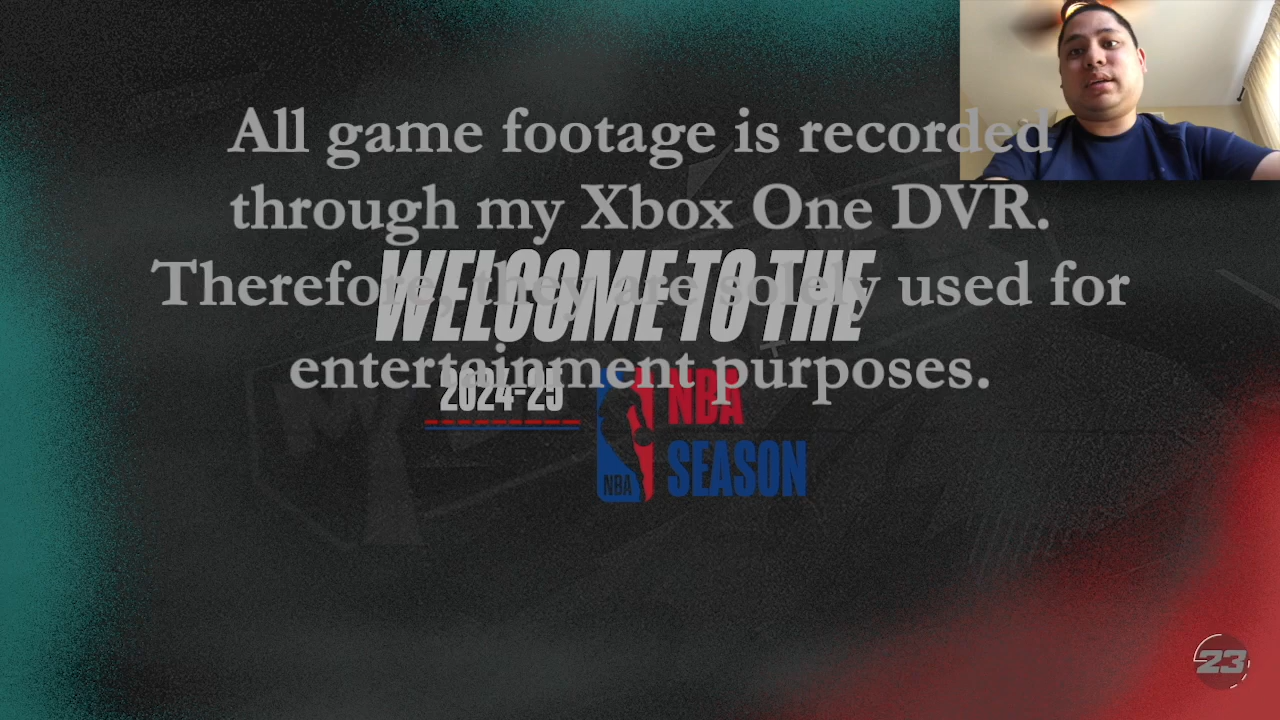 All game footage is recorded
through my Xbox One DVR.
WELCOME TO THE
Therefore, they are solely used for
entertainment purposes.
2024-25
NBA
SEASON
NBA
23